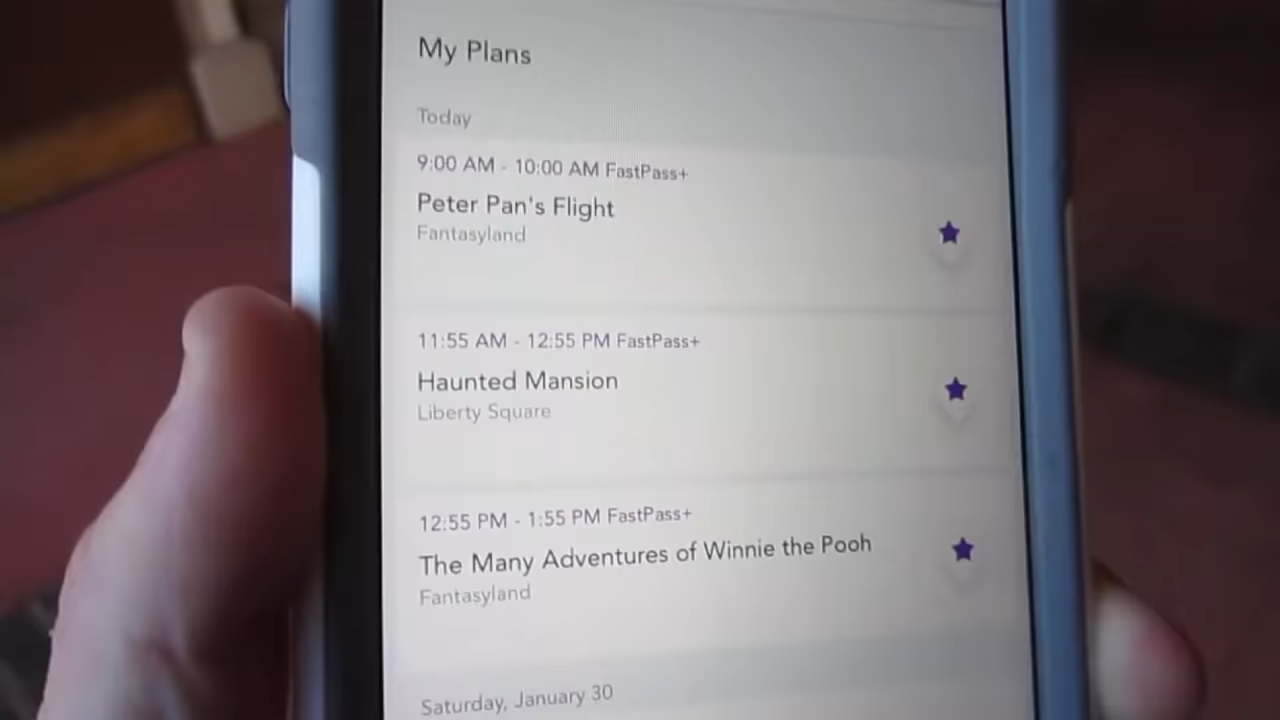 My Plans
Today
9:00 AM - 10:00 AM FastPass+
Peter Pan's Flight
Fantasyland
11:55 AM - 12:55 PM FastPass+
Haunted Mansion
Liberty Square
12:55 PM - 1:55 PM FastPass+
The Many Adventures of Winnie the Pooh
Fantasyland
Saturday, January 30